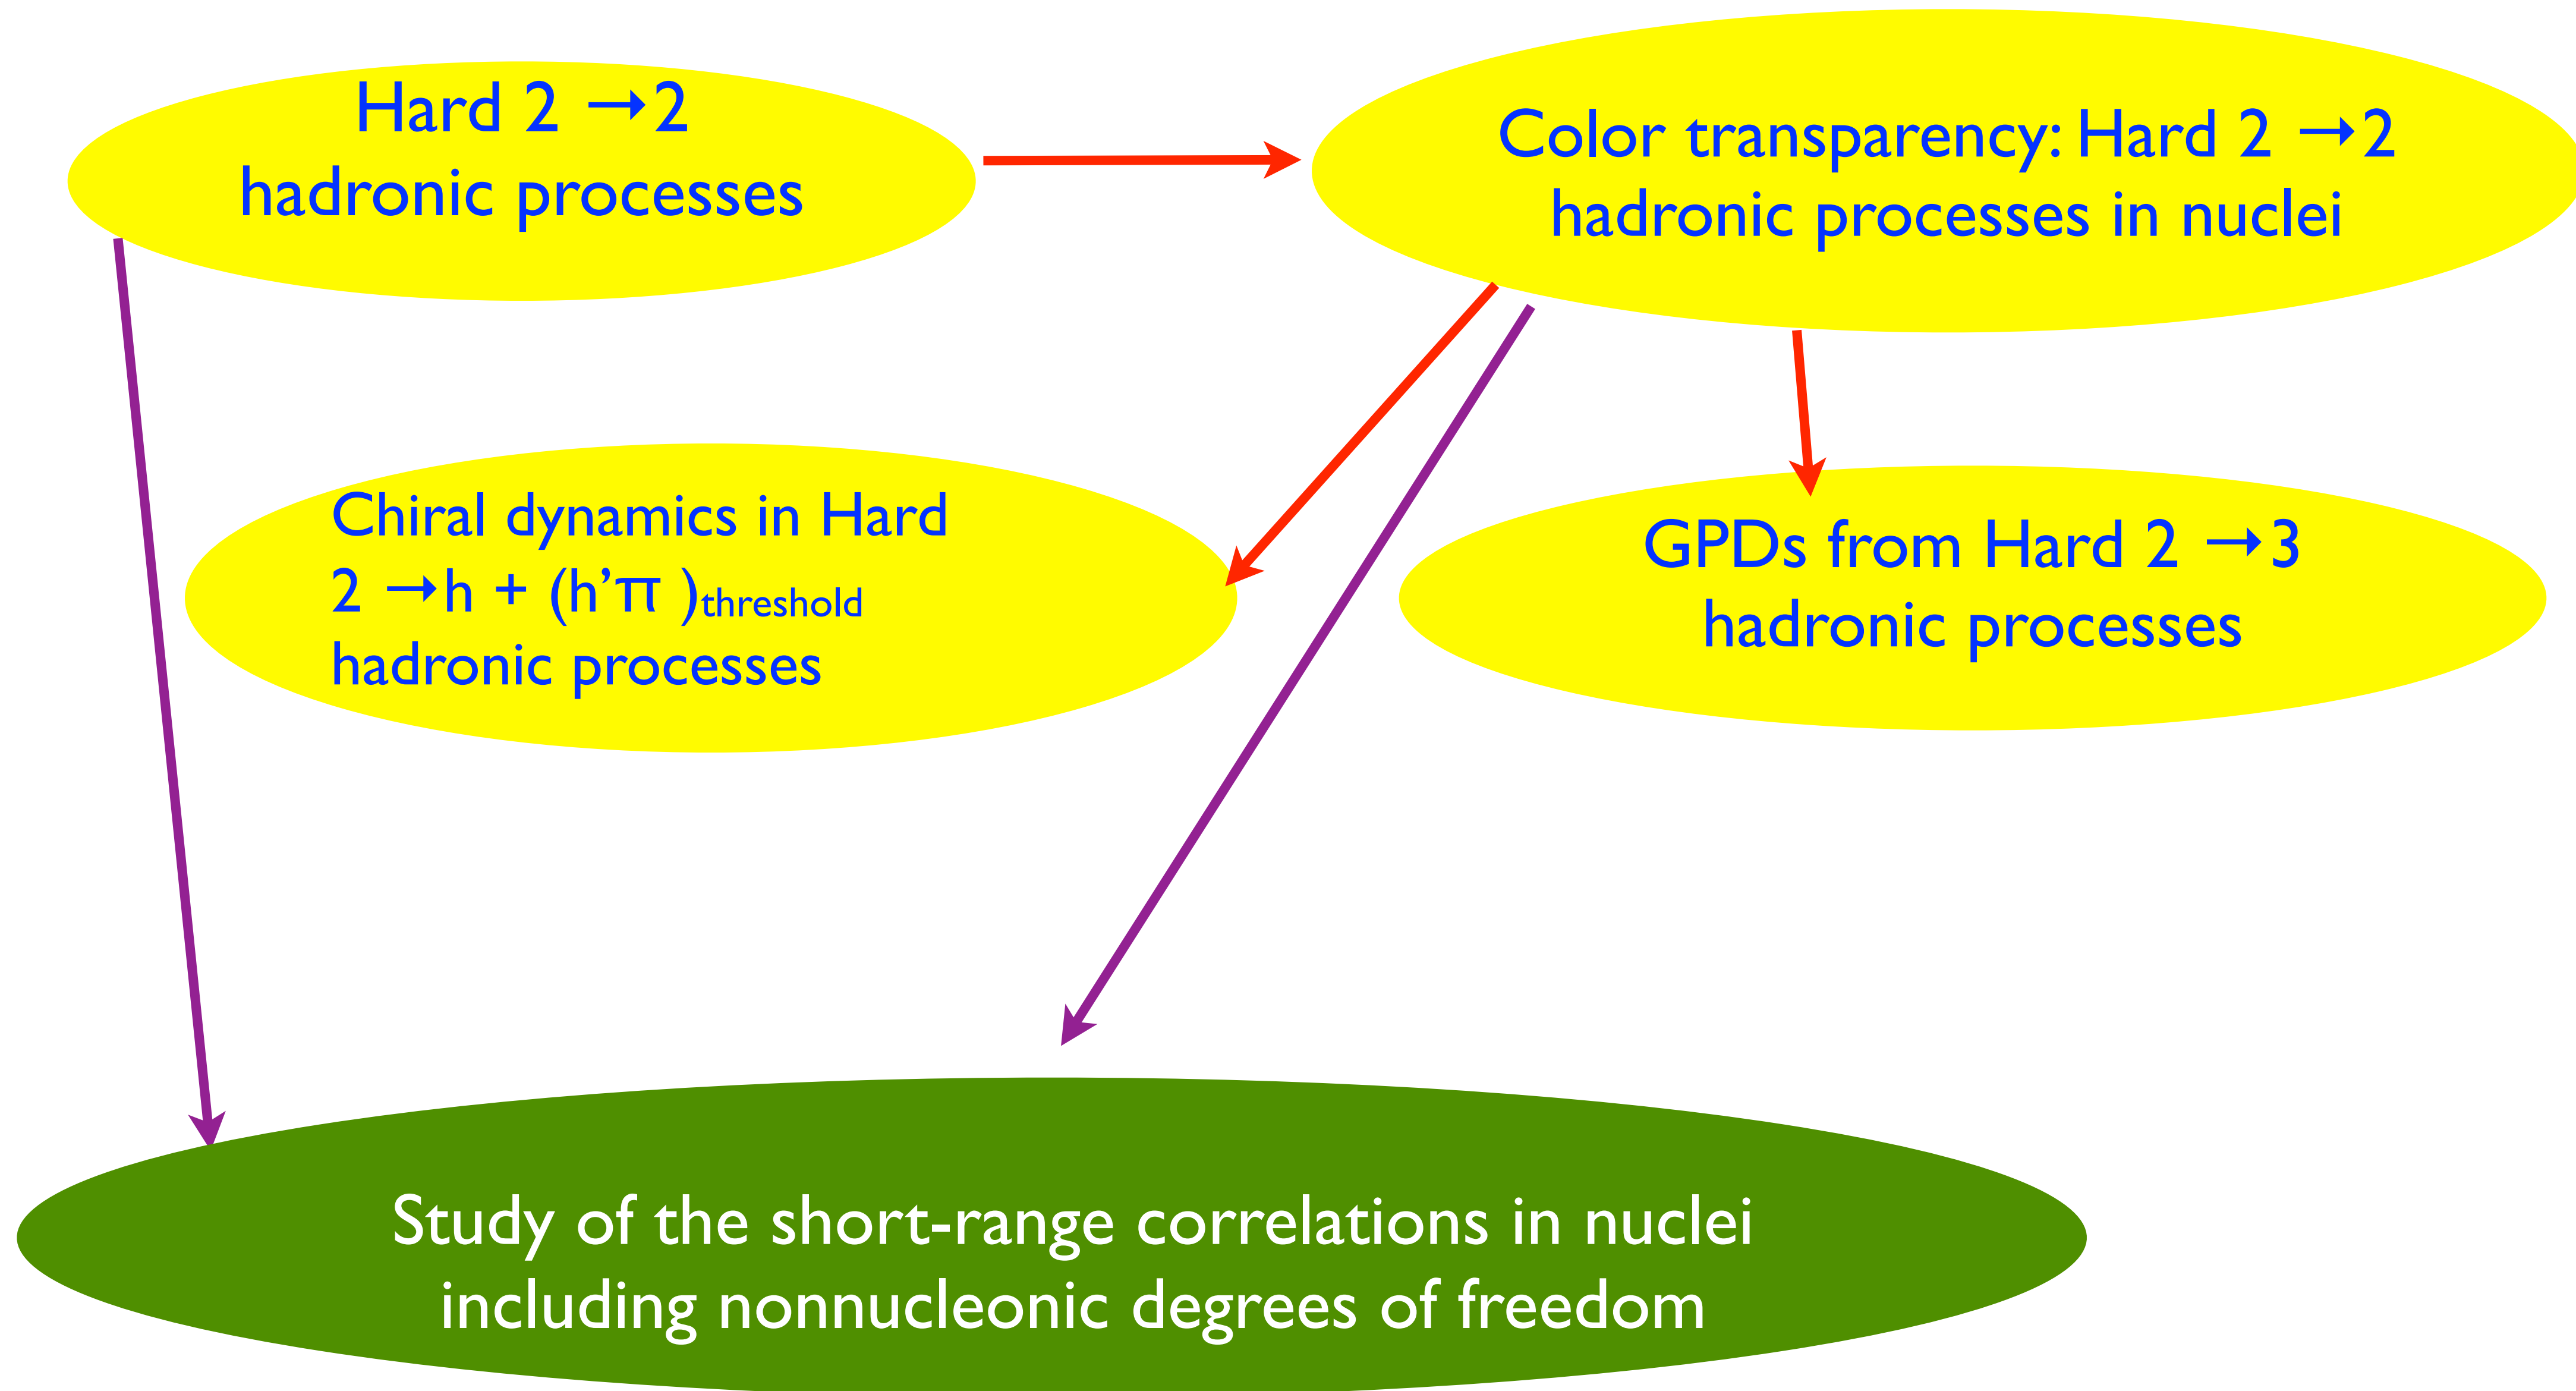 Hard 2 →2
hadronic processes
Color transparency: Hard 2 →2
hadronic processes in nuclei
Chiral dynamics in Hard
2 →h + (h’π )threshold
hadronic processes
GPDs from Hard 2 →3
hadronic processes
Study of the short-range correlations in nuclei
including nonnucleonic degrees of freedom